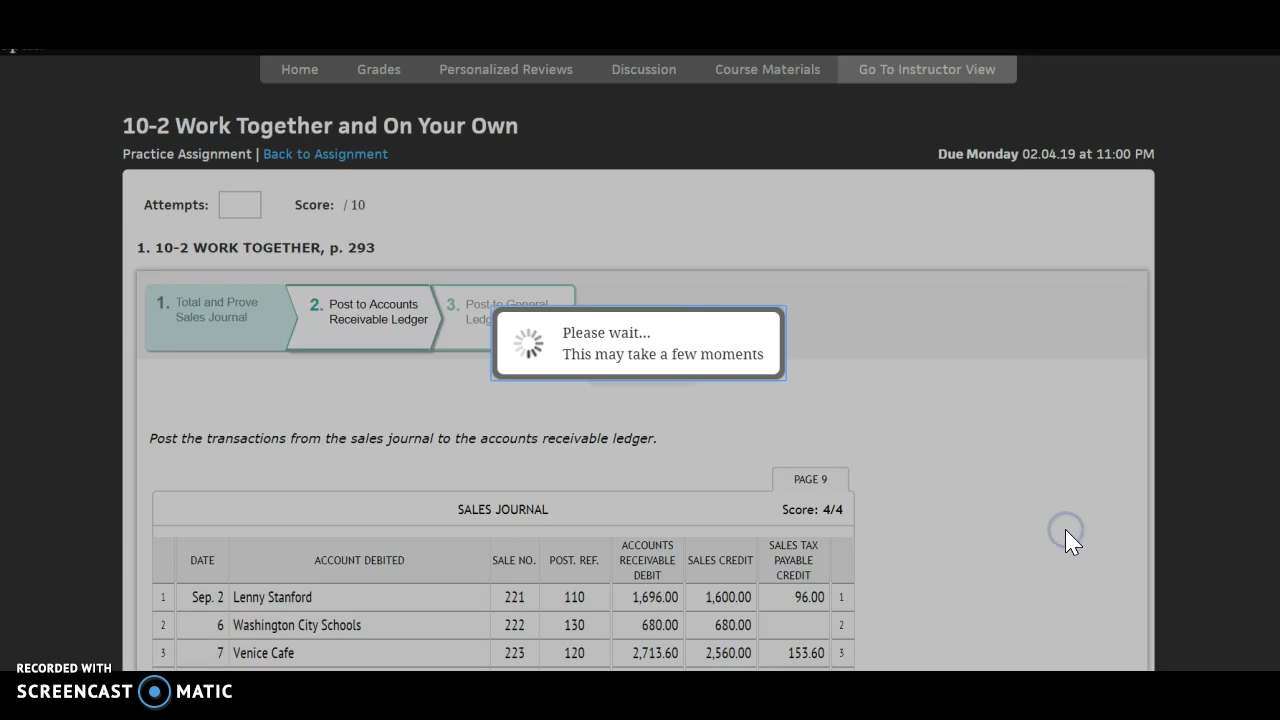 Home Grades Personalized Reviews Discussion Course Materials Go To Instructor View
10-2 Work Together and On Your Own
Practice Assignment | Back to Assignment Due Monday 02.04.19 at 11:00 PM
Attempts: Score: / 10
1. 10-2 WORK TOGETHER, p. 293
1. Total and Prove Sales Journal
2. Post to Accounts Receivable Ledger
3. Post to General
Please wait...
This may take a few moments
Post the transactions from the sales journal to the accounts receivable ledger.
PAGE 9
SALES JOURNAL Score: 4/4
DATE ACCOUNT DEBITED SALE NO. POST. REF. ACCOUNTS RECEIVABLE DEBIT SALES CREDIT SALES TAX PAYABLE CREDIT
1 Sep. 2 Lenny Stanford 221 110 1,696.00 1,600.00 96.00 1
2 6 Washington City Schools 222 130 680.00 680.00 2
3 7 Venice Cafe 223 120 2,713.60 2,560.00 153.60 3
RECORDED WITH
SCREENCAST MATIC